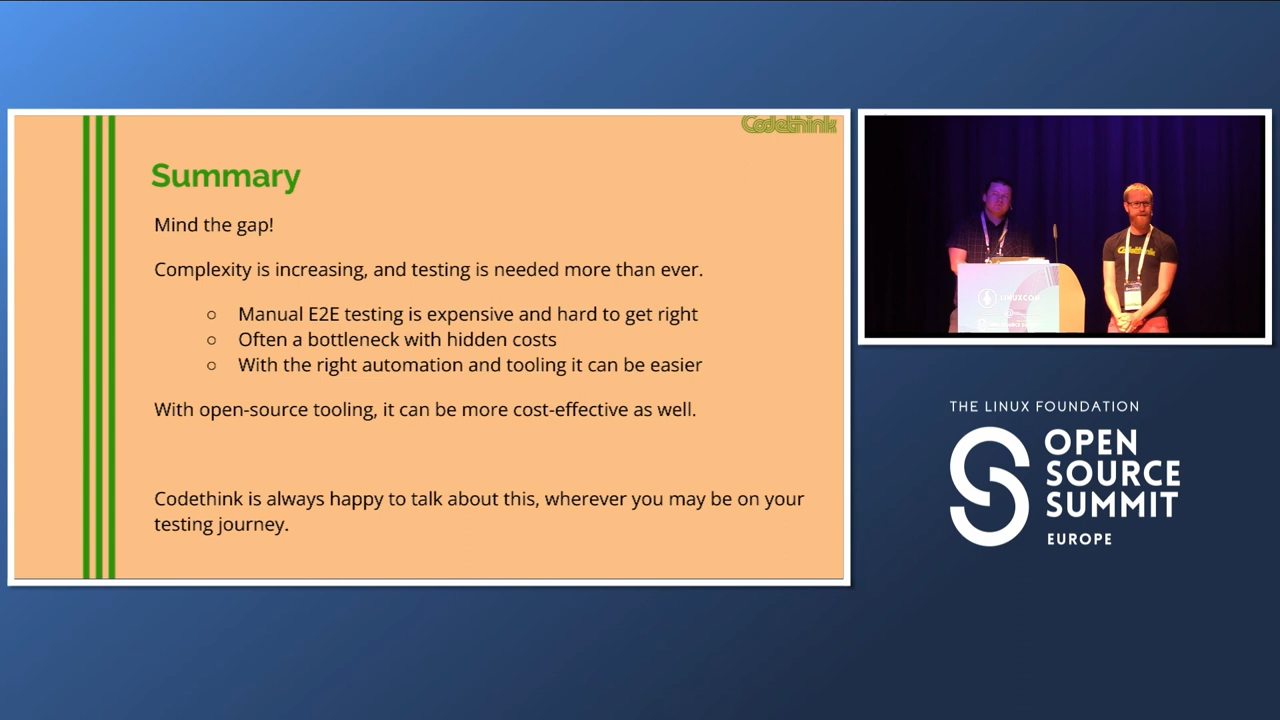 Codethink
Summary
Mind the gap!
Complexity is increasing, and testing is needed more than ever.
○ Manual E2E testing is expensive and hard to get right
○ Often a bottleneck with hidden costs
○ With the right automation and tooling it can be easier
With open-source tooling, it can be more cost-effective as well.
Codethink is always happy to talk about this, wherever you may be on your
testing journey.
Codethink
LINUXCON
THE LINUX FOUNDATION
OPEN
SOURCE
SUMMIT
EUROPE